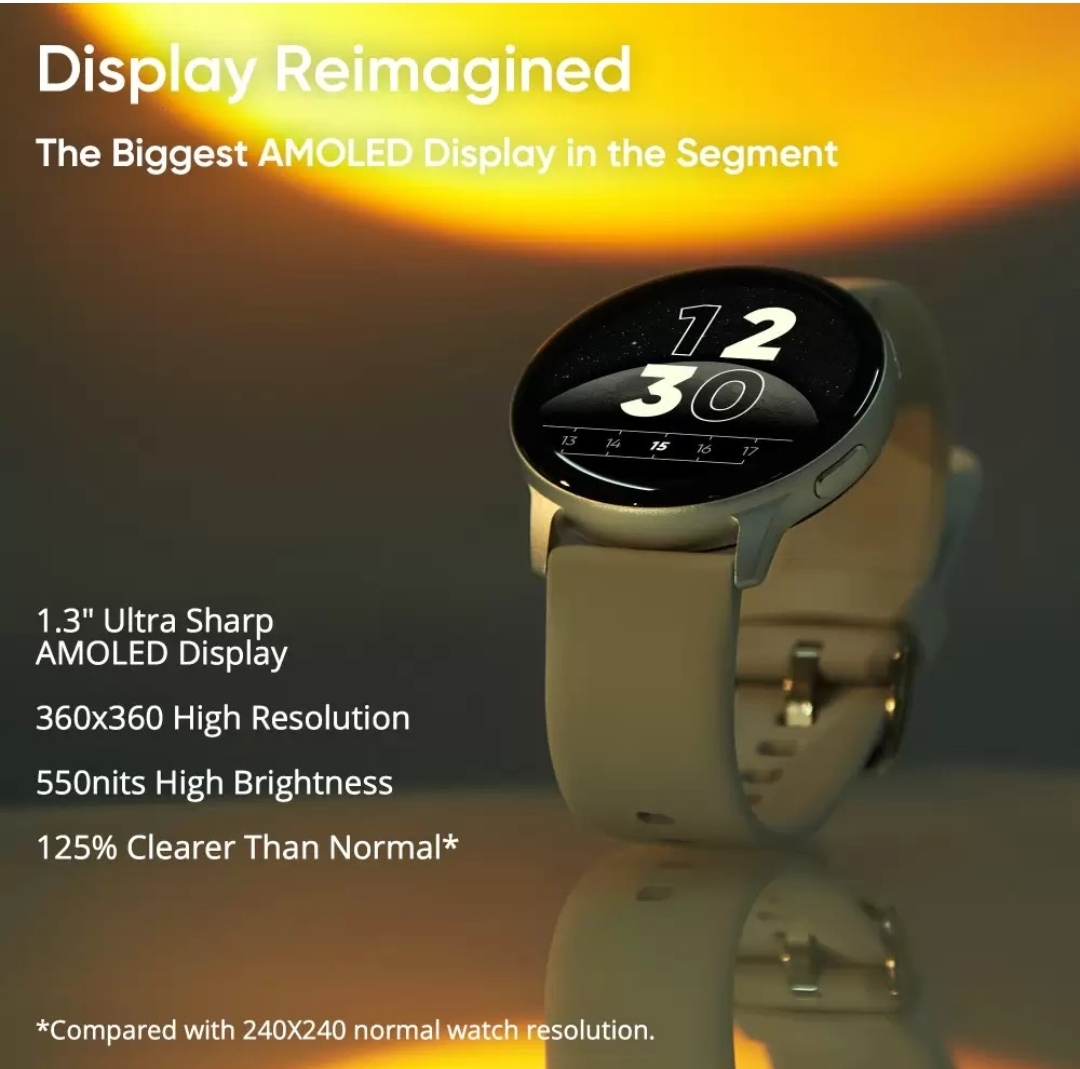 Display Reimagined
The Biggest AMOLED Display in the Segment
12
30
13 14 15 16 17
1.3" Ultra Sharp
AMOLED Display
360x360 High Resolution
550nits High Brightness
125% Clearer Than Normal*
*Compared with 240X240 normal watch resolution.